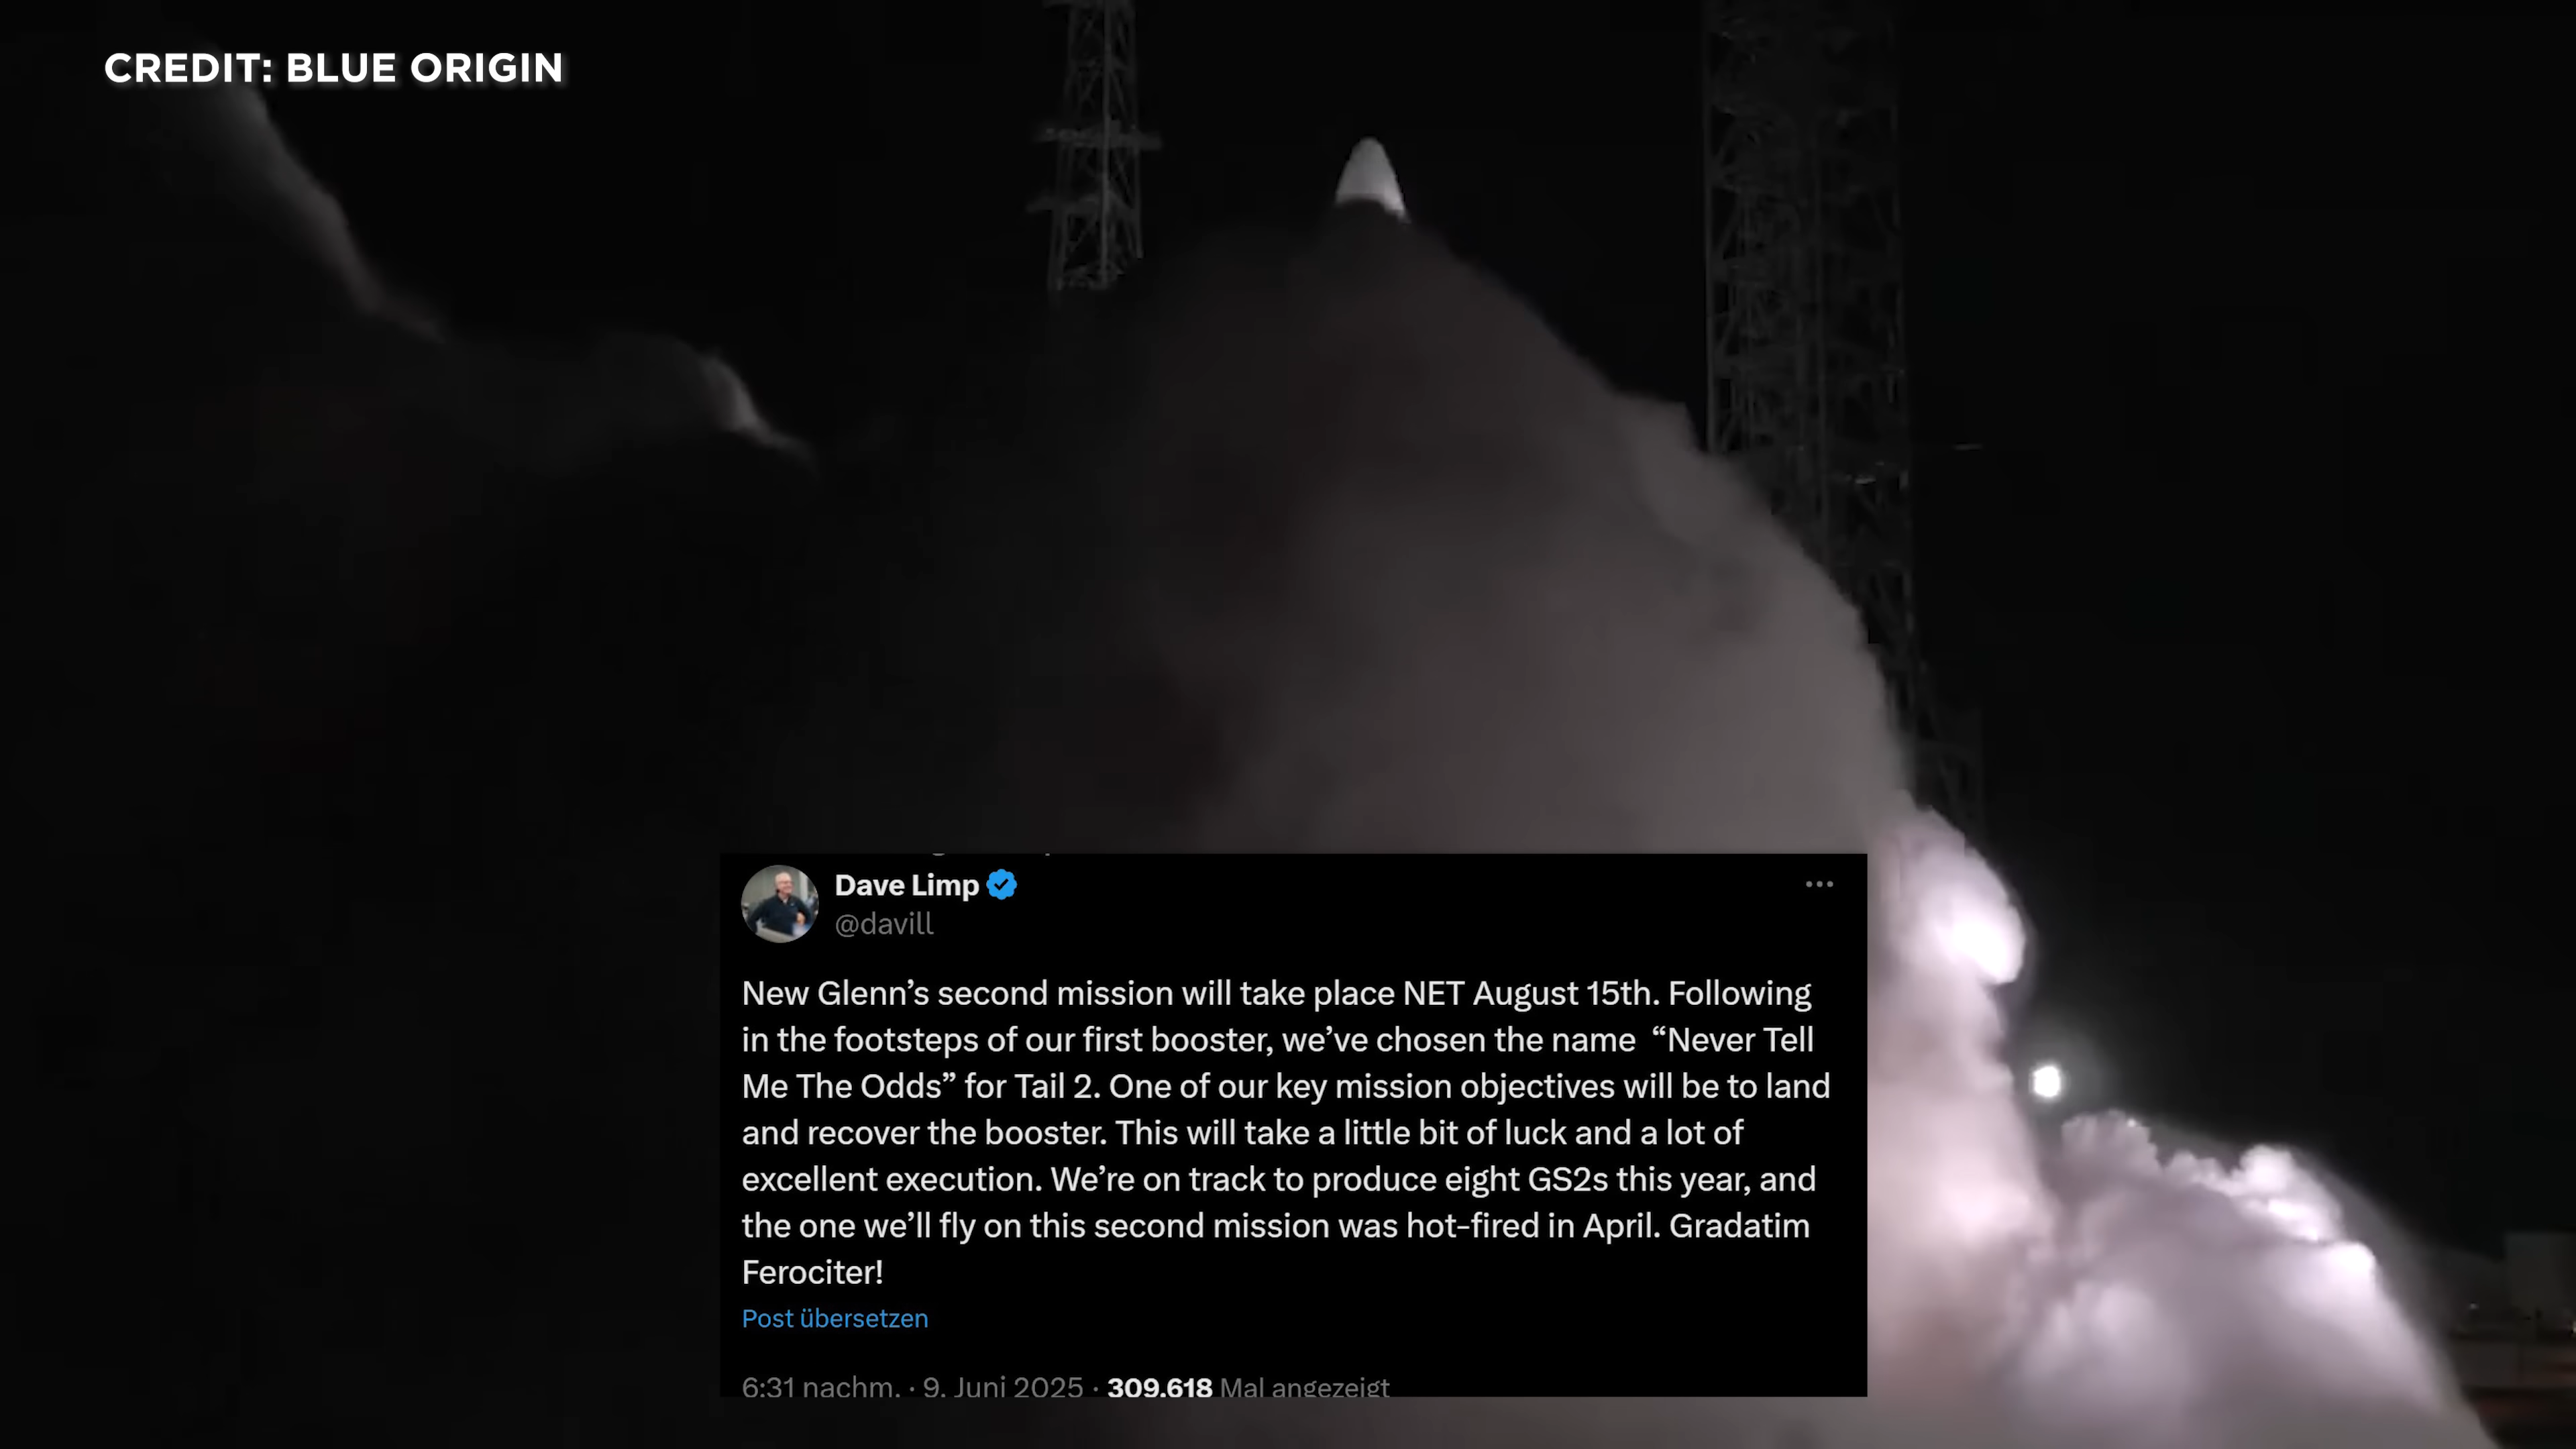 CREDIT: BLUE ORIGIN
Dave Limp
@davill
New Glenn’s second mission will take place NET August 15th. Following
in the footsteps of our first booster, we’ve chosen the name “Never Tell
Me The Odds” for Tail 2. One of our key mission objectives will be to land
and recover the booster. This will take a little bit of luck and a lot of
excellent execution. We’re on track to produce eight GS2s this year, and
the one we’ll fly on this second mission was hot-fired in April. Gradatim
Ferociter!
Post übersetzen
6:31 nachm. · 9. Juni 2025 · 309.618 Mal angezeigt